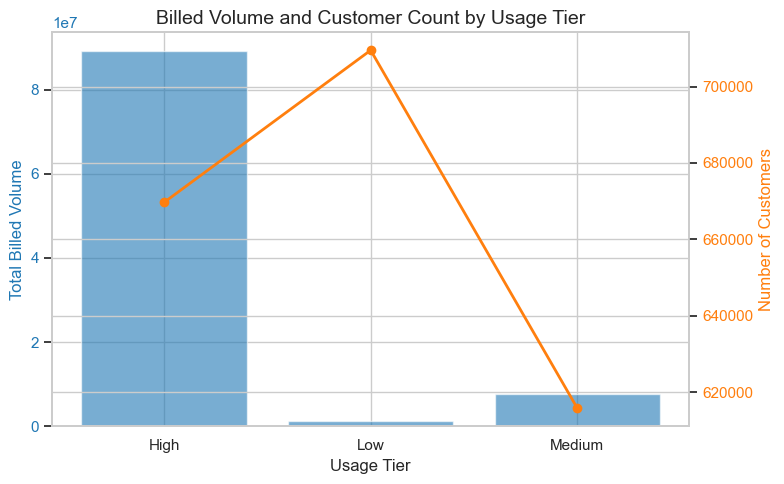 Billed Volume and Customer Count by Usage Tier
1e7
8
6
4
2
0
Total Billed Volume
700000
680000
660000
640000
620000
Number of Customers
High Low Medium
Usage Tier